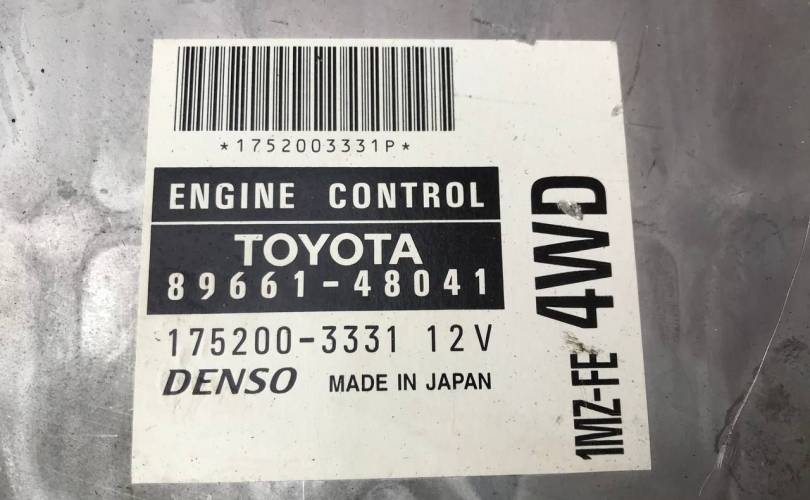 *1752003331P*
ENGINE CONTROL
TOYOTA
89661-48041
175200-3331 12V
DENSO MADE IN JAPAN
1MZ-FE 4WD